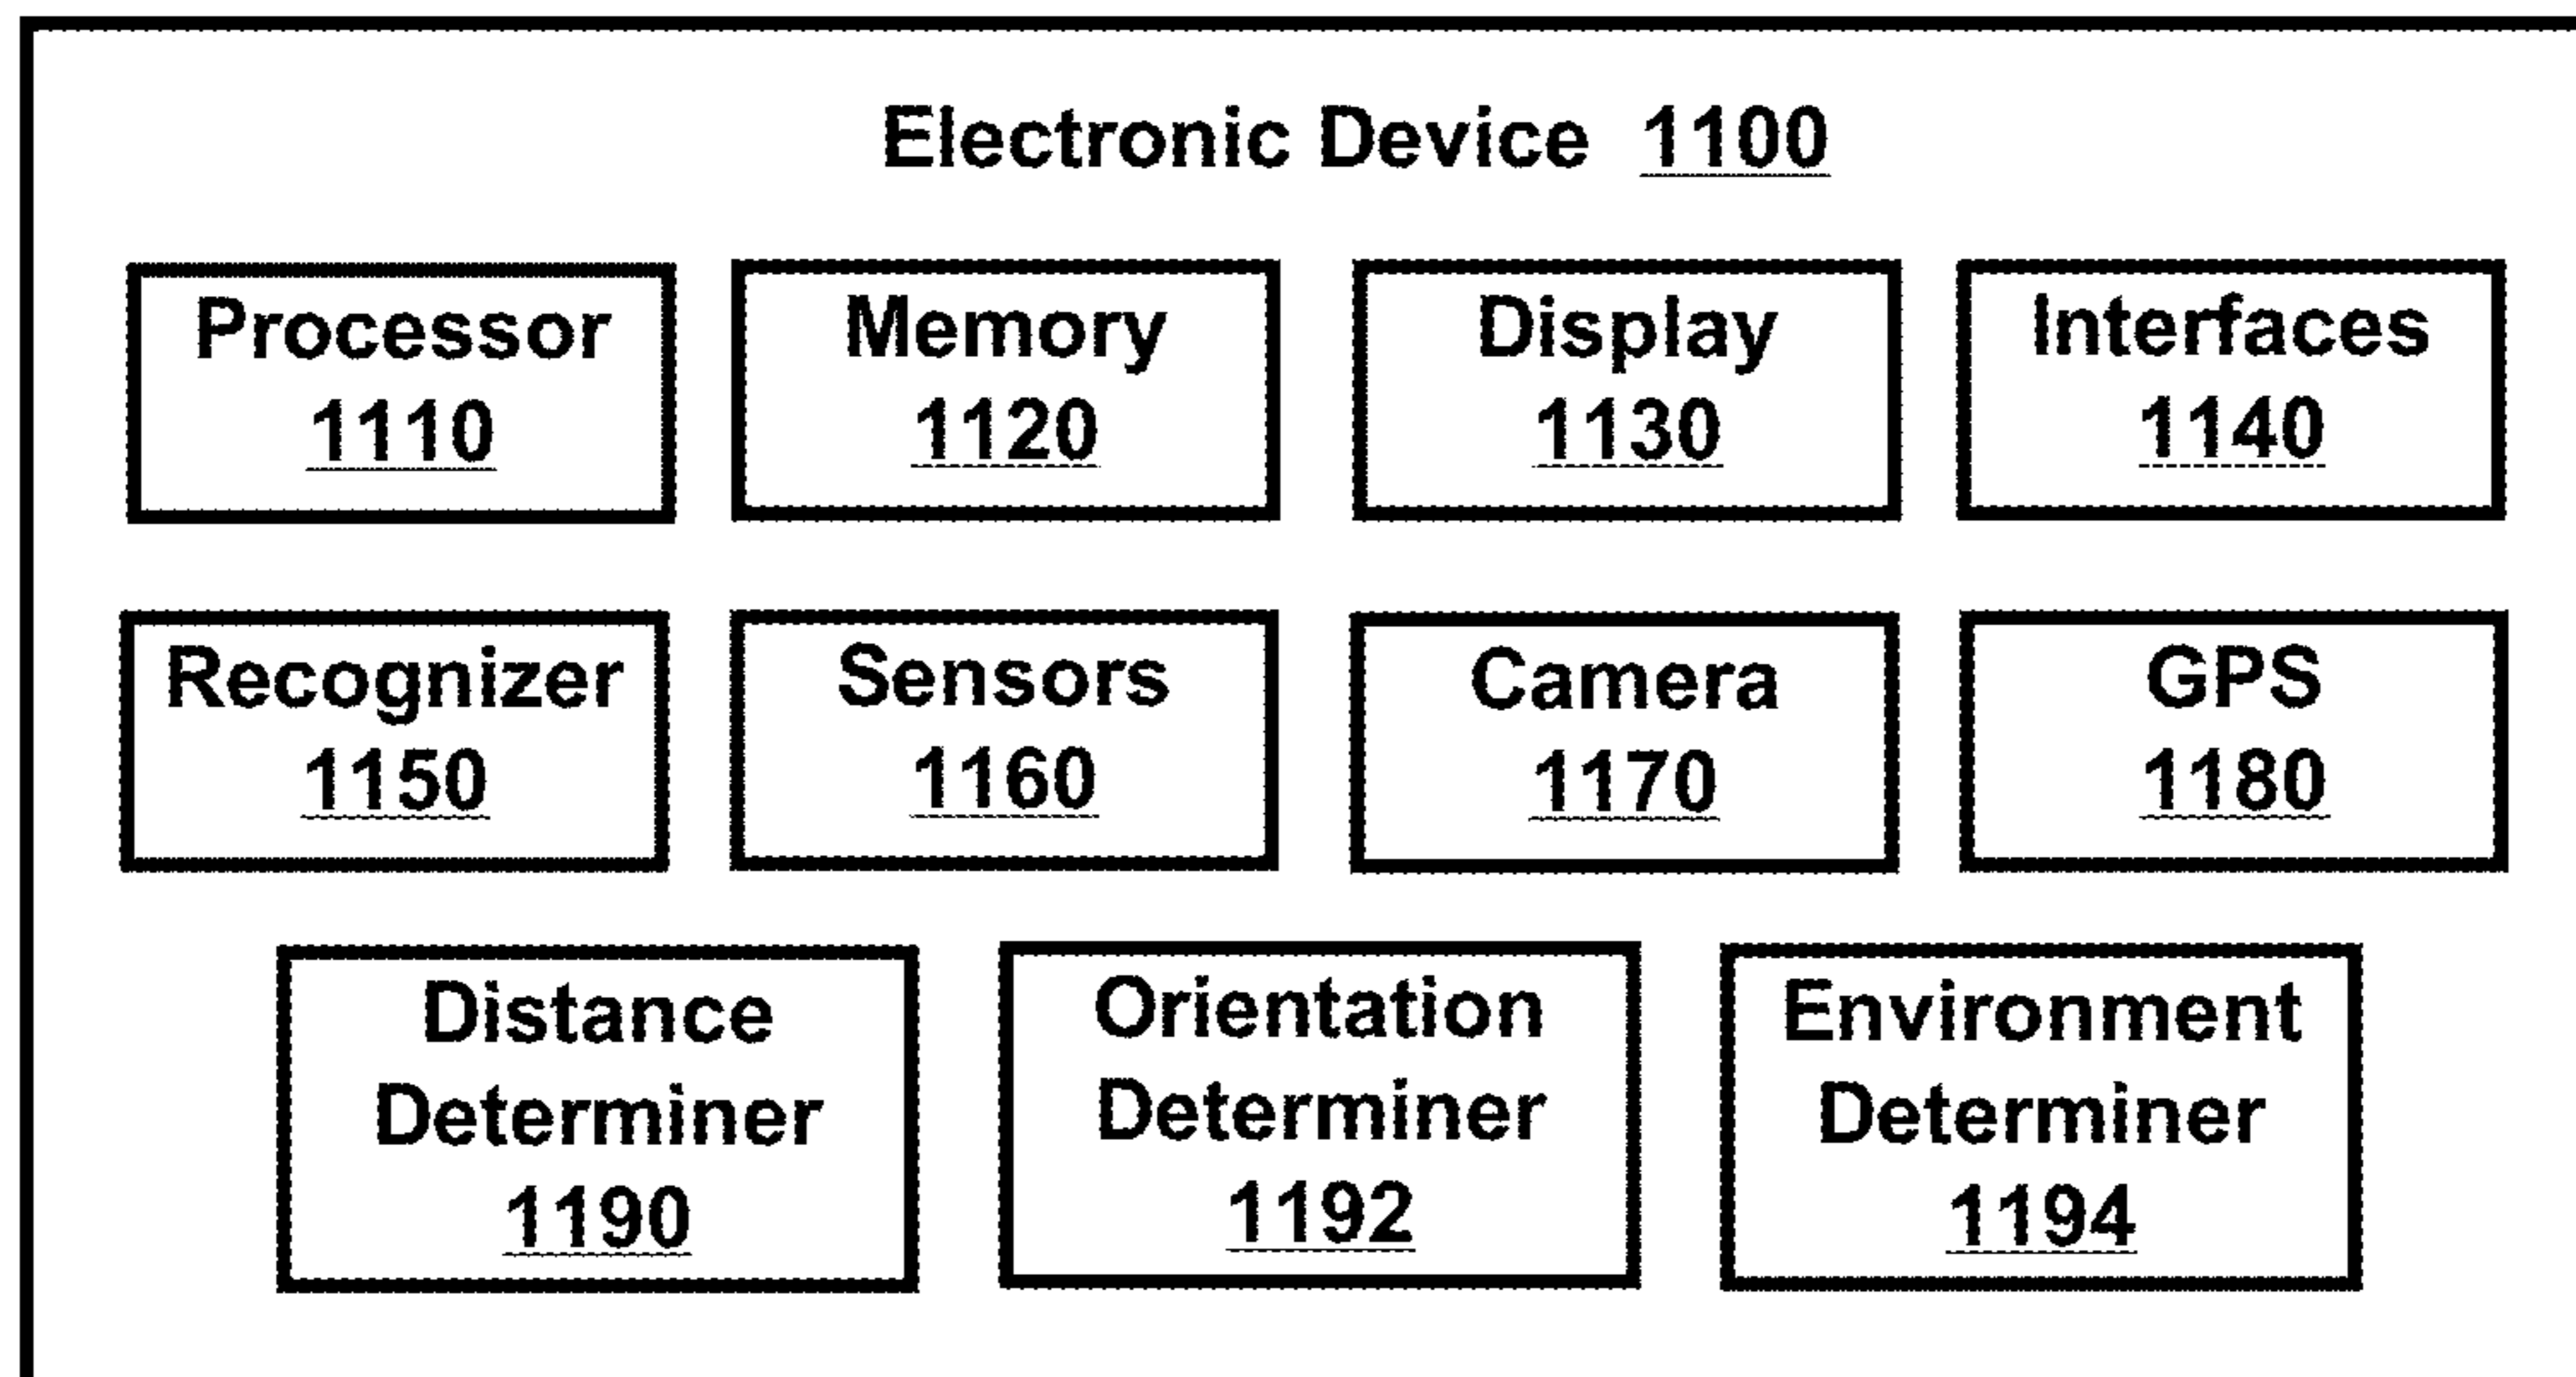 Electronic Device 1100
Processor
1110
Memory
1120
Display
1130
Interfaces
1140
Recognizer
1150
Sensors
1160
Camera
1170
GPS
1180
Distance
Determiner
1190
Orientation
Determiner
1192
Environment
Determiner
1194